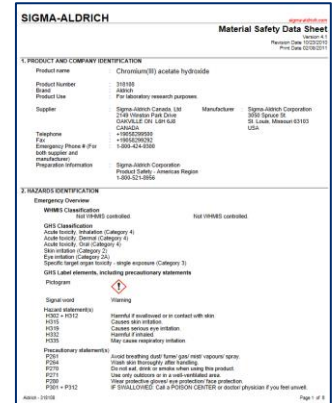 SIGMA-ALDRICH
sigma-aldrich.com
Material Safety Data Sheet
Version 4.1
Revision Date 10/20/2010
Print Date 02/08/2011
1. PRODUCT AND COMPANY IDENTIFICATION
Product name : Chromium(III) acetate hydroxide
Product Number : 318108
Brand : Aldrich
Product Use : For laboratory research purposes.
Supplier : Sigma-Aldrich Canada, Ltd Manufacturer : Sigma-Aldrich Corporation
2149 Winston Park Drive 3050 Spruce St.
OAKVILLE ON L6H 6J8 St. Louis, Missouri 63103
CANADA USA
Telephone : +19058299500
Fax : +19058299292
Emergency Phone # (For : 1-800-424-9300
both supplier and
manufacturer)
Preparation Information : Sigma-Aldrich Corporation
Product Safety - Americas Region
1-800-521-8956
2. HAZARDS IDENTIFICATION
Emergency Overview
WHMIS Classification
Not WHMIS controlled. Not WHMIS controlled.
GHS Classification
Acute toxicity, Inhalation (Category 4)
Acute toxicity, Dermal (Category 4)
Acute toxicity, Oral (Category 4)
Skin irritation (Category 2)
Eye irritation (Category 2A)
Specific target organ toxicity - single exposure (Category 3)
GHS Label elements, including precautionary statements
Pictogram
Signal word Warning
Hazard statement(s)
H302 + H312 Harmful if swallowed or in contact with skin.
H315 Causes skin irritation.
H319 Causes serious eye irritation.
H332 Harmful if inhaled.
H335 May cause respiratory irritation.
Precautionary statement(s)
P261 Avoid breathing dust/ fume/ gas/ mist/ vapours/ spray.
P264 Wash skin thoroughly after handling.
P270 Do not eat, drink or smoke when using this product.
P271 Use only outdoors or in a well-ventilated area.
P280 Wear protective gloves/ eye protection/ face protection.
P301 + P312 IF SWALLOWED: Call a POISON CENTER or doctor/ physician if you feel unwell.
Aldrich - 318108 Page 1 of 8